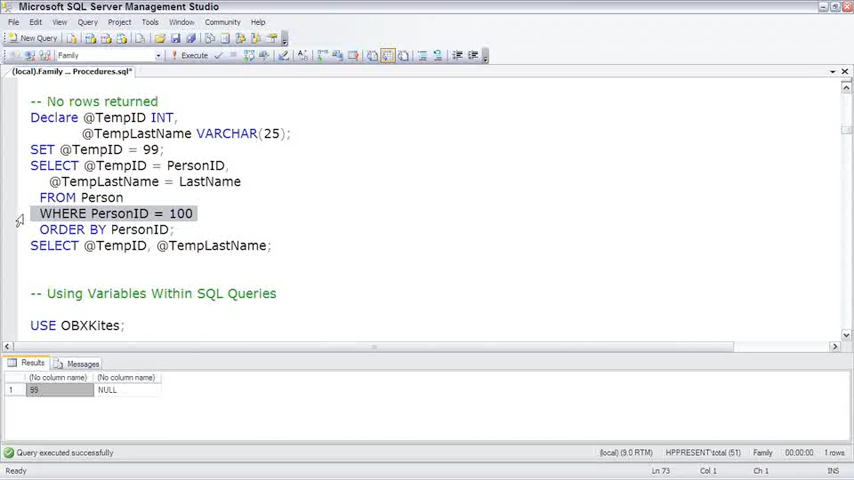 Microsoft SQL Server Management Studio
File Edit View Query Project Tools Window Community Help
New Query
Family Execute
(local).Family ... Procedures.sql*
-- No rows returned
Declare @TempID INT,
@TempLastName VARCHAR(25);
SET @TempID = 99;
SELECT @TempID = PersonID,
@TempLastName = LastName
FROM Person
WHERE PersonID = 100
ORDER BY PersonID;
SELECT @TempID, @TempLastName;
-- Using Variables Within SQL Queries
USE OBXKites;
Results Messages
(No column name) (No column name)
1 99 NULL
Query executed successfully (local) (9.0 RTM) HPPRESENT\total (51) Family 00:00:00 1 rows
Ready Ln 73 Col 1 Ch 1 INS